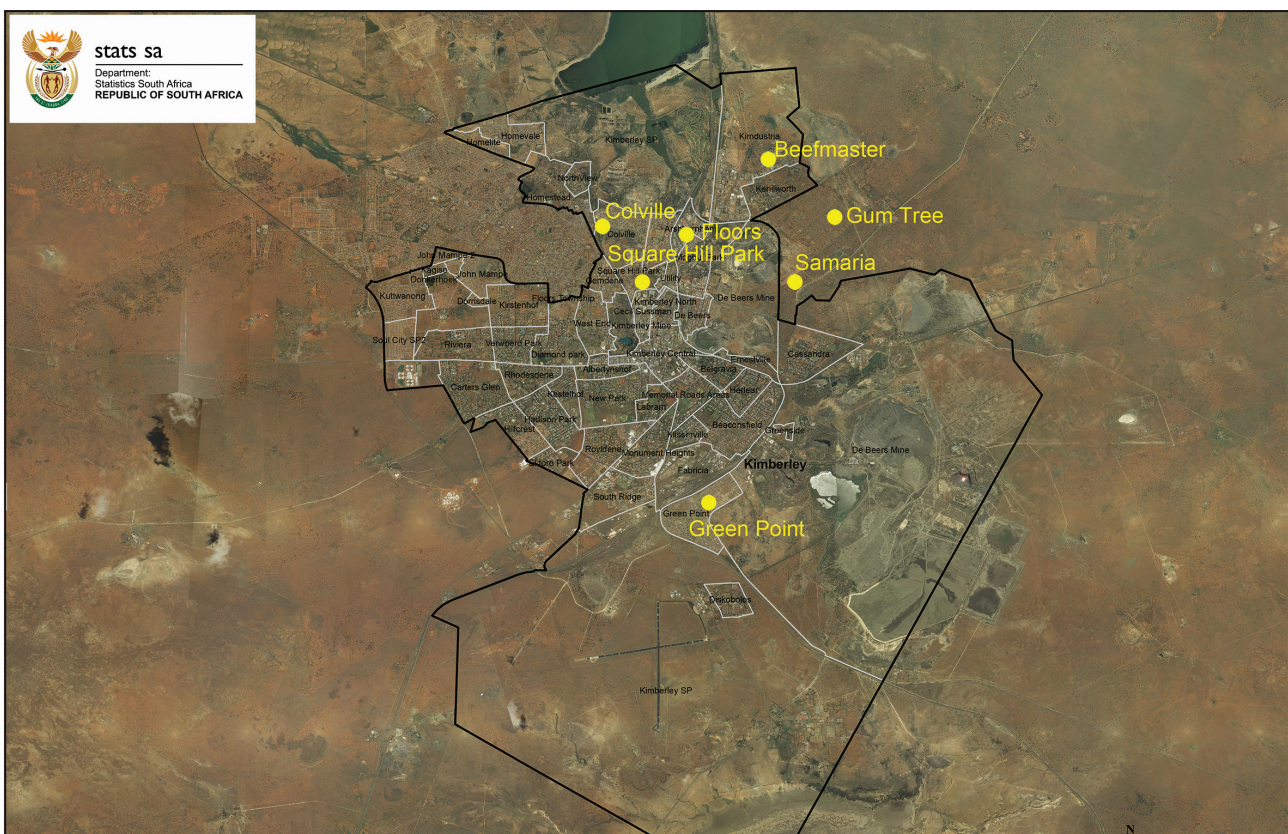 stats sa
Department:
Statistics South Africa
REPUBLIC OF SOUTH AFRICA
Homevale
Homelite
Kimberley SP
Kimdustria
Beefmaster
NorthView
Kenilworth
Homestead
Colville
Gum Tree
Floors
Colville
Square Hill Park
Samaria
John Mampe 2
Square Hill Park
Kagiso
Donkerhoek
John Mampe
Gemdene
Utility
Kutlwanong
Dorrisdale
Kirstenhof
Floors Township
Kimberley North
De Beers Mine
Cecil Sussman
De Beers
West End
Kimberley Mine
Soul City SP2
Riviera
Verwoerd Park
Diamond park
Kimberley Central
Ernestville
Cassandra
Rhodesdene
Albertynshof
Belgravia
Carters Glen
Kestelhof
New Park
Memorial Roads Areas
Herlear
Labram
Hadison Park
Hillcrest
Beaconsfield
Greenside
Klisserville
Royldene
Monument Heights
De Beers Mine
Kimberley
Fabricia
South Ridge
Green Point
Green Point
Diskobolos
Kimberley SP
N